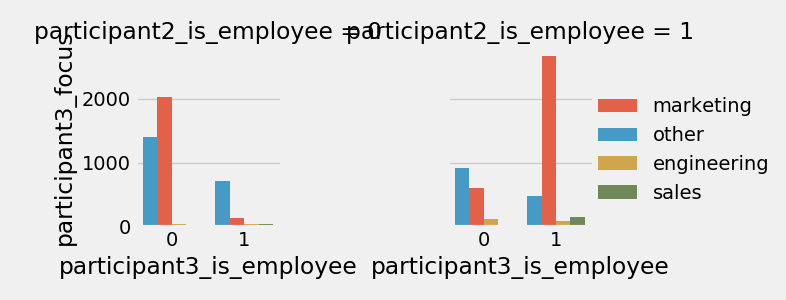 participant2_is_employee = 0
participant2_is_employee = 1
participant3_focus
2000
1000
0
0
1
0
1
participant3_is_employee
participant3_is_employee
marketing
other
engineering
sales